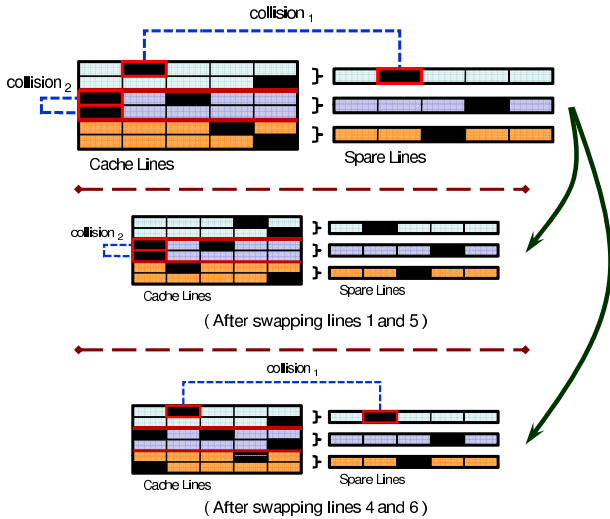 collision 1
collision 2
Cache Lines
Spare Lines
collision 2
Cache Lines
Spare Lines
( After swapping lines 1 and 5 )
collision 1
Cache Lines
Spare Lines
(After swapping lines 4 and 6 )